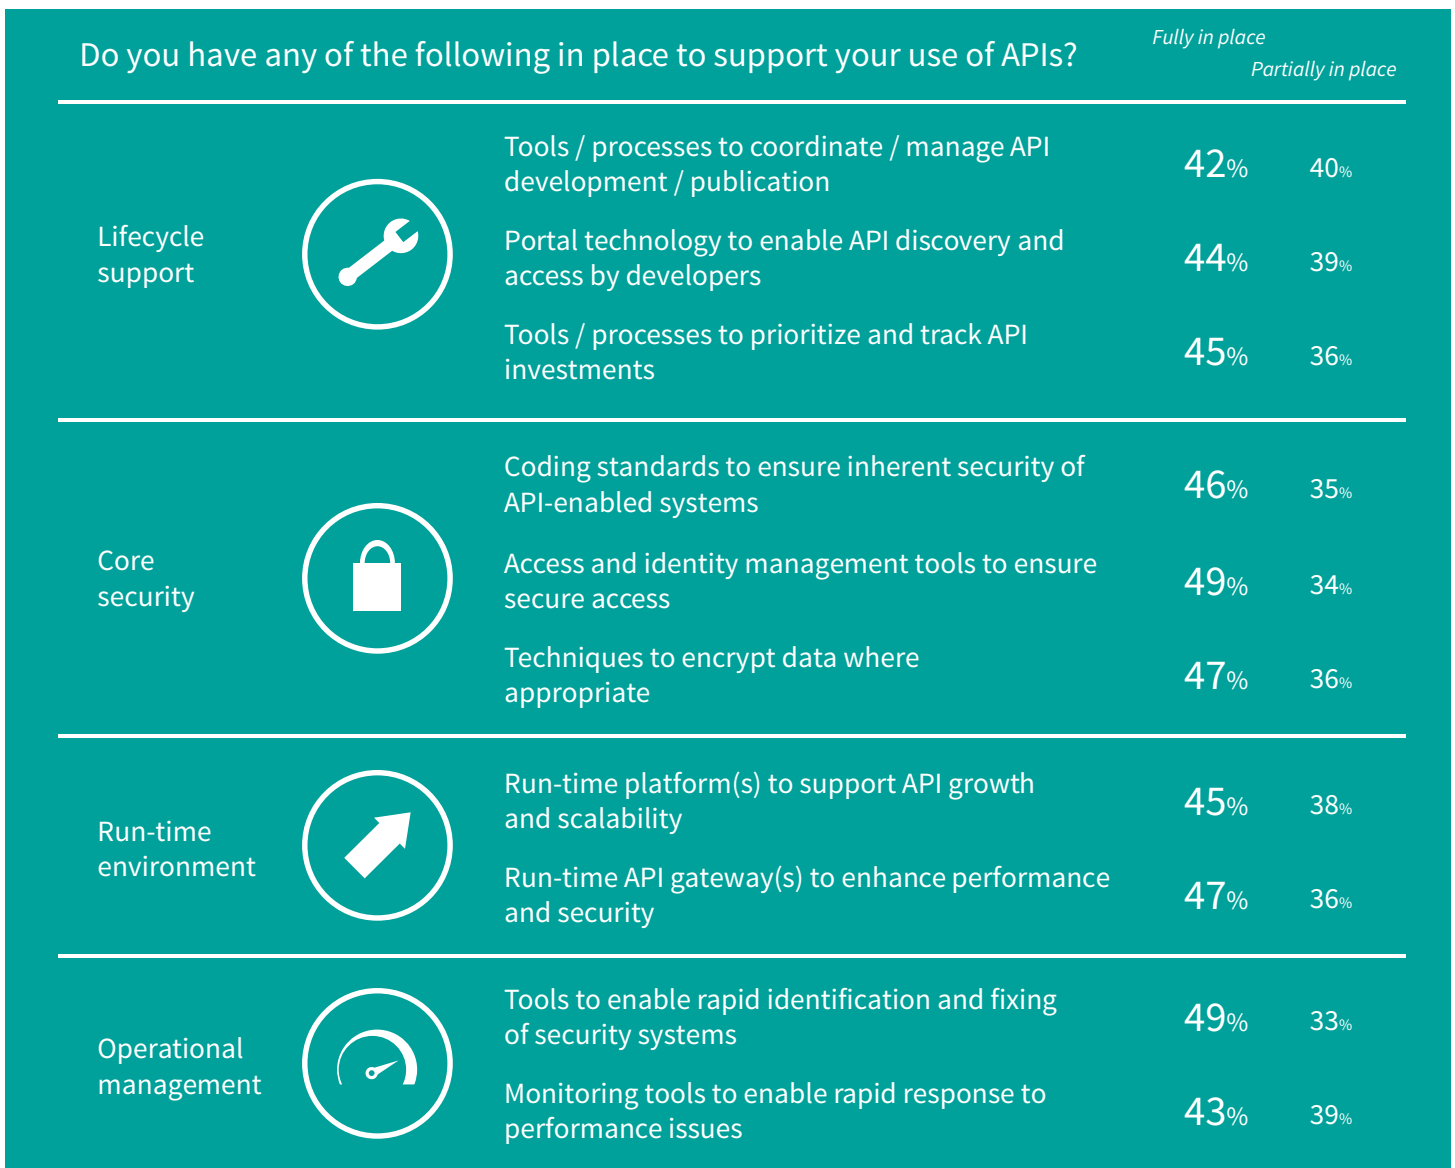 Do you have any of the following in place to support your use of APIs?
Fully in place
Partially in place
Lifecycle
support
Tools / processes to coordinate / manage API
development / publication
42%
40%
Portal technology to enable API discovery and
access by developers
44%
39%
Tools / processes to prioritize and track API
investments
45%
36%
Core
security
Coding standards to ensure inherent security of
API-enabled systems
46%
35%
Access and identity management tools to ensure
secure access
49%
34%
Techniques to encrypt data where
appropriate
47%
36%
Run-time
environment
Run-time platform(s) to support API growth
and scalability
45%
38%
Run-time API gateway(s) to enhance performance
and security
47%
36%
Operational
management
Tools to enable rapid identification and fixing
of security systems
49%
33%
Monitoring tools to enable rapid response to
performance issues
43%
39%